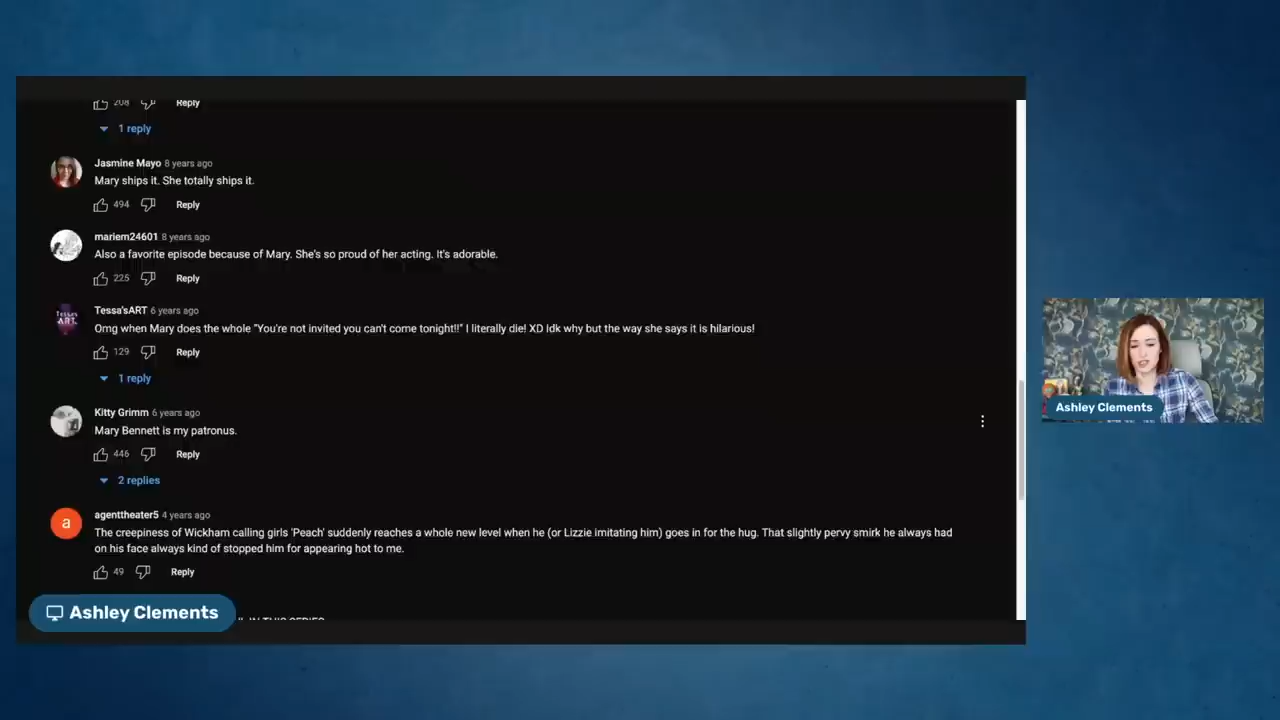 208 Reply
1 reply
Jasmine Mayo 8 years ago
Mary ships it. She totally ships it.
494 Reply
mariem24601 8 years ago
Also a favorite episode because of Mary. She's so proud of her acting. It's adorable.
225 Reply
Tessa'sART 6 years ago
Omg when Mary does the whole "You're not invited you can't come tonight!!" I literally die! XD Idk why but the way she says it is hilarious!
129 Reply
1 reply
Kitty Grimm 6 years ago
Mary Bennett is my patronus.
446 Reply
2 replies
a
agenttheater5 4 years ago
The creepiness of Wickham calling girls 'Peach' suddenly reaches a whole new level when he (or Lizzie imitating him) goes in for the hug. That slightly pervy smirk he always had
on his face always kind of stopped him for appearing hot to me.
49 Reply
Ashley Clements
IN THIS SERIES
Ashley Clements
Tessa's
ART